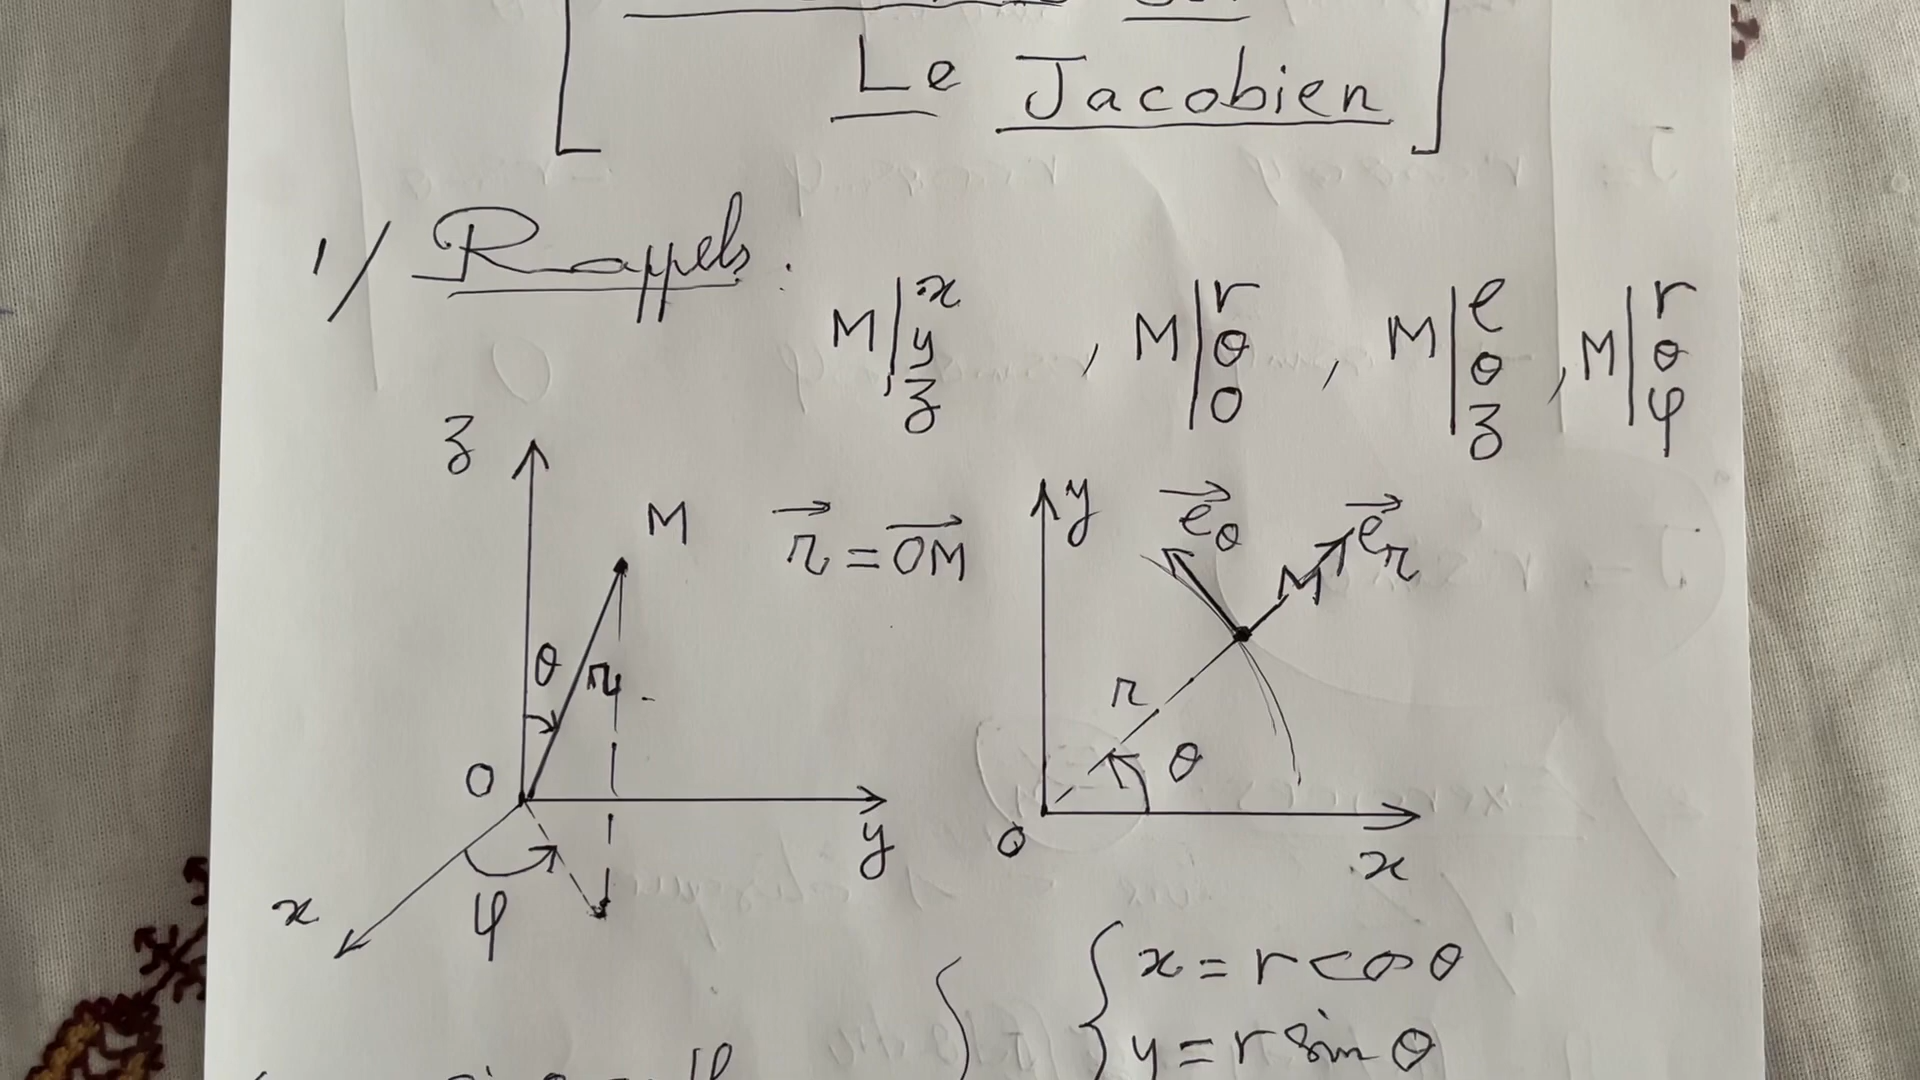 Le Jacobien
1/ Rappels :
M | x y z , M | r θ 0 , M | ρ θ z , M | r θ φ
z
M
r⃗ = OM⃗
y
e⃗θ
M
e⃗r
θ
r
r
θ
O
y
O
x
x
φ
{ x = r cos θ
y = r sin θ